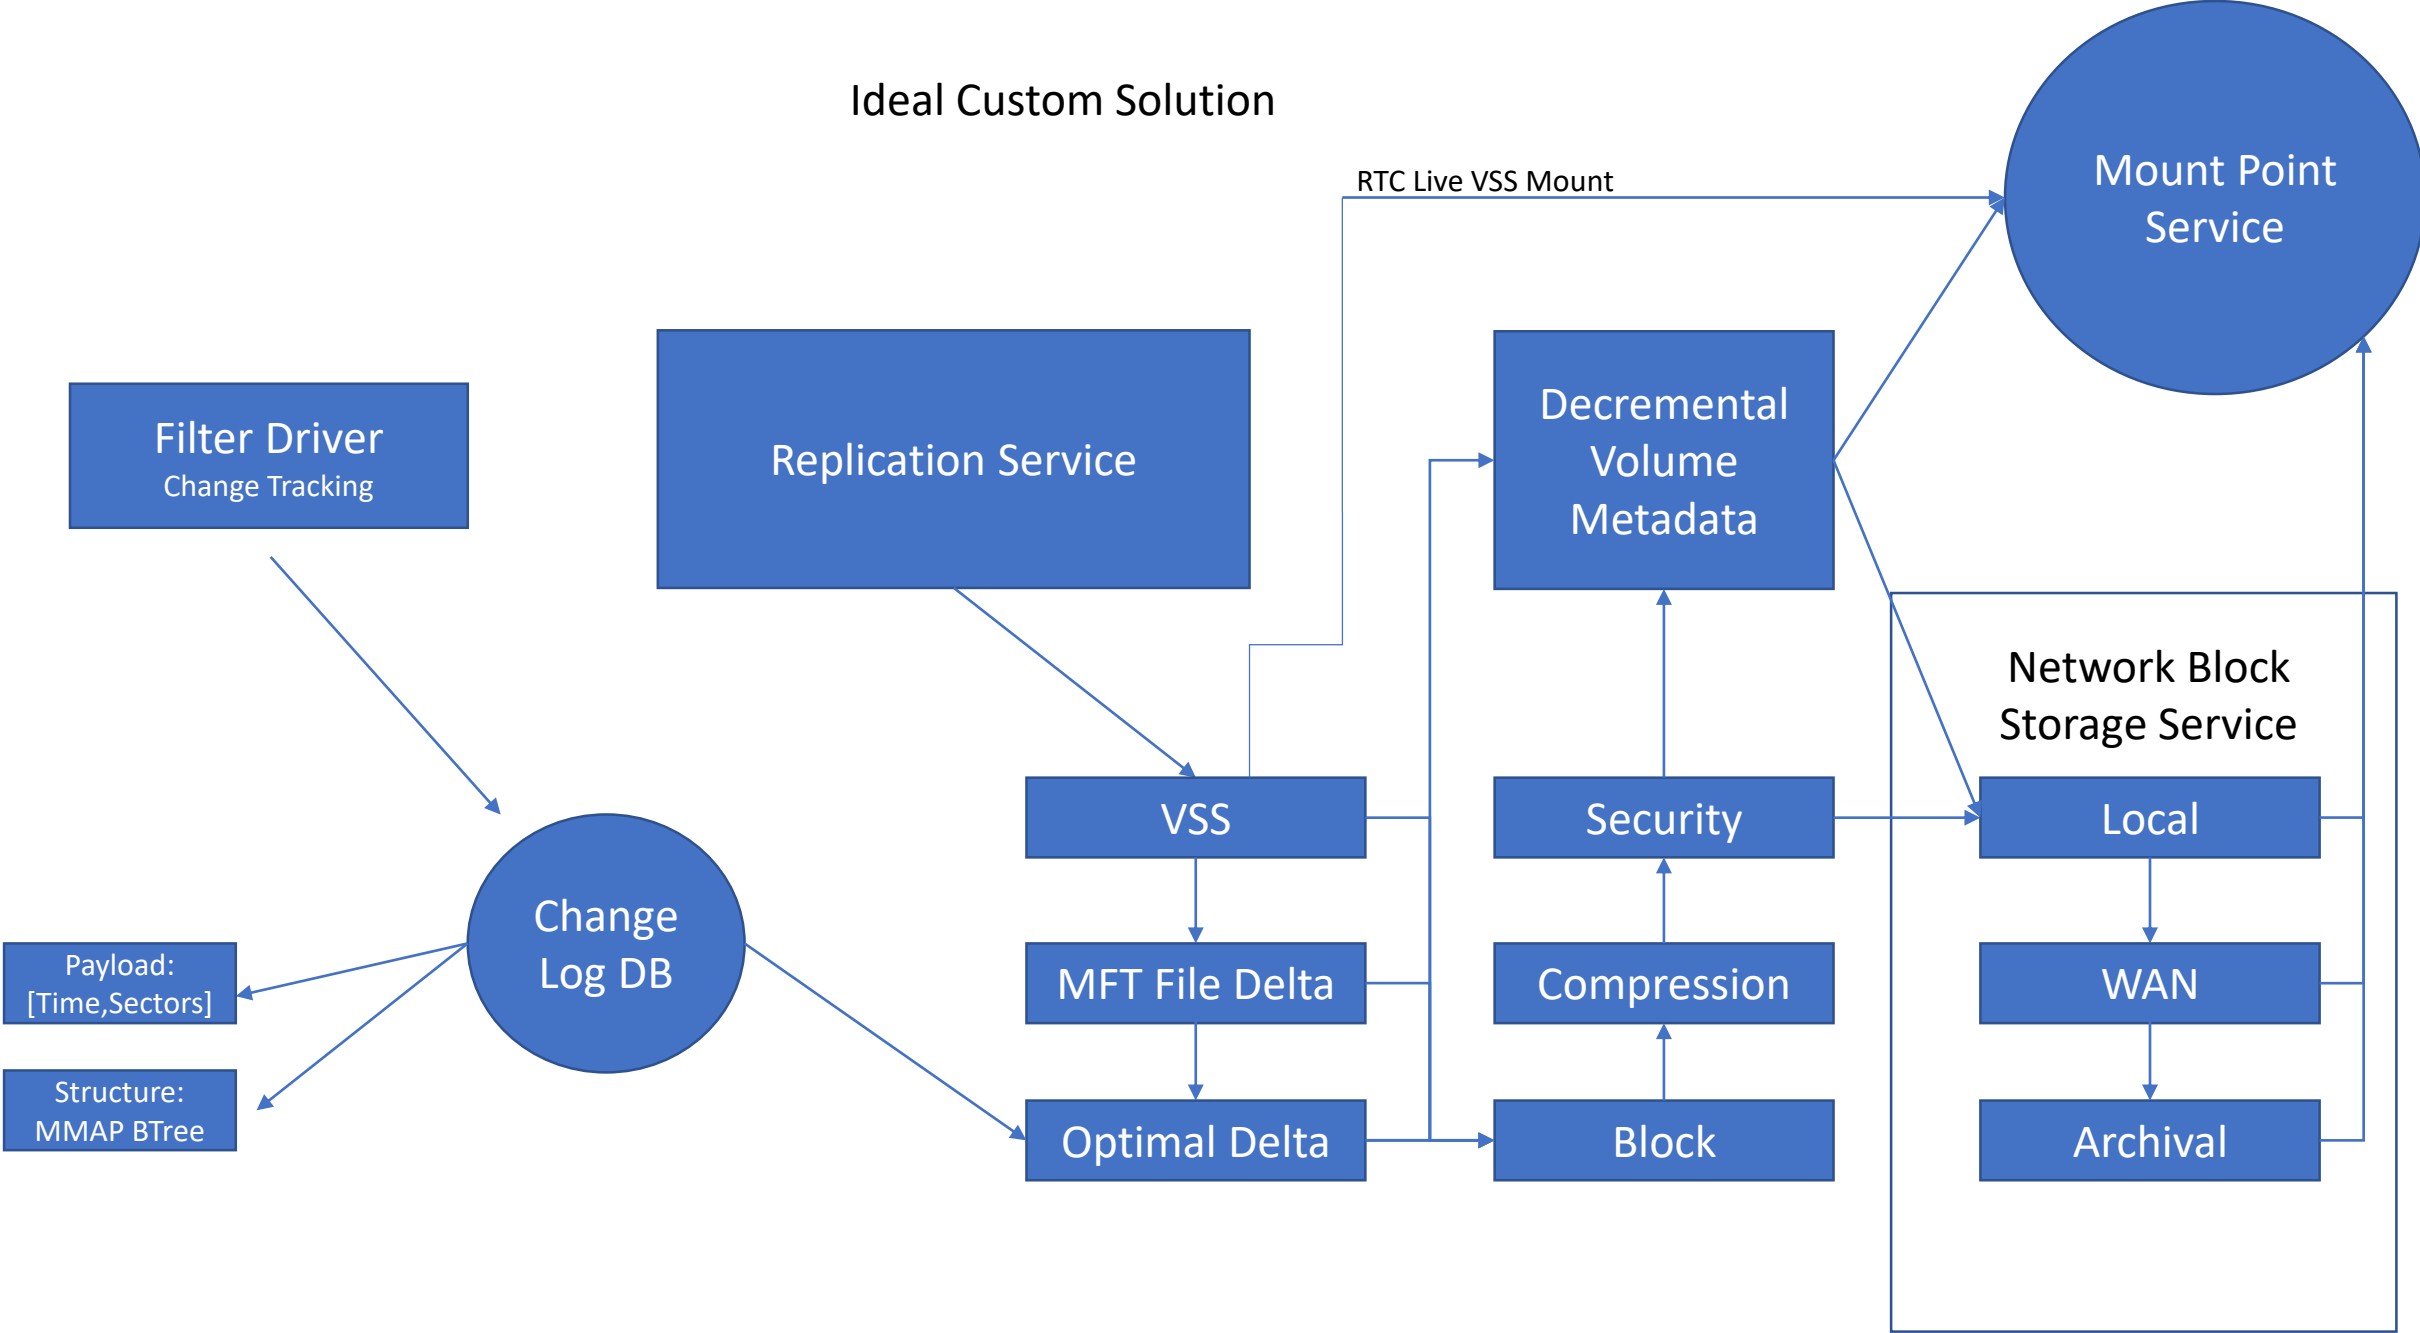 Ideal Custom Solution
Mount Point
Service
RTC Live VSS Mount
Filter Driver
Change Tracking
Replication Service
Decremental
Volume
Metadata
Network Block
Storage Service
VSS
Security
Local
Change
Log DB
Payload:
[Time,Sectors]
MFT File Delta
Compression
WAN
Structure:
MMAP BTree
Optimal Delta
Block
Archival